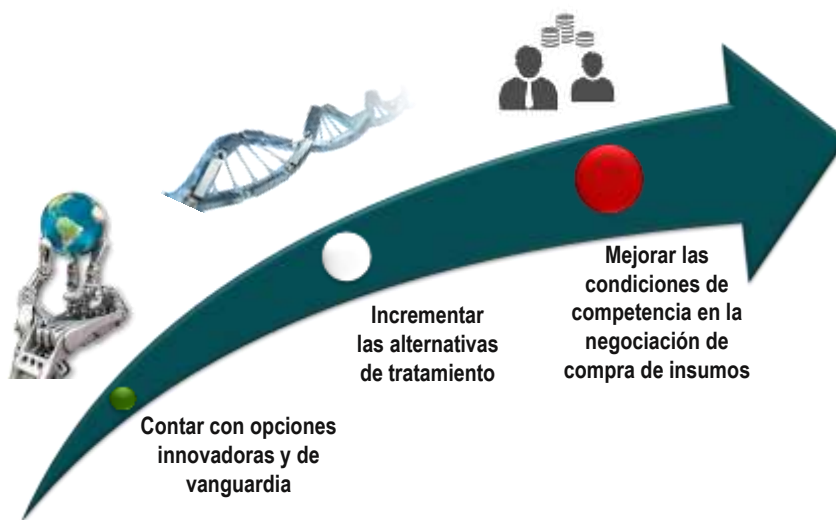 Contar con opciones
innovadoras y de
vanguardia
Incrementar
las alternativas
de tratamiento
Mejorar las
condiciones de
competencia en la
negociación de
compra de insumos